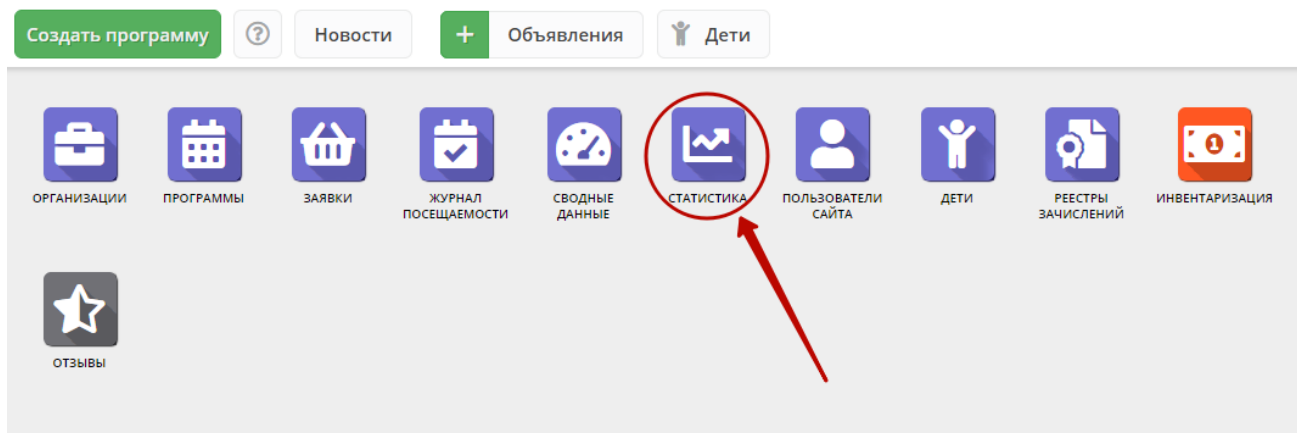 Создать программу
?
Новости
+ Объявления
Дети
ОРГАНИЗАЦИИ
ПРОГРАММЫ
ЗАЯВКИ
ЖУРНАЛ
ПОСЕЩАЕМОСТИ
СВОДНЫЕ
ДАННЫЕ
СТАТИСТИКА
ПОЛЬЗОВАТЕЛИ
САЙТА
ДЕТИ
РЕЕСТРЫ
ЗАЧИСЛЕНИЙ
1
ИНВЕНТАРИЗАЦИЯ
ОТЗЫВЫ